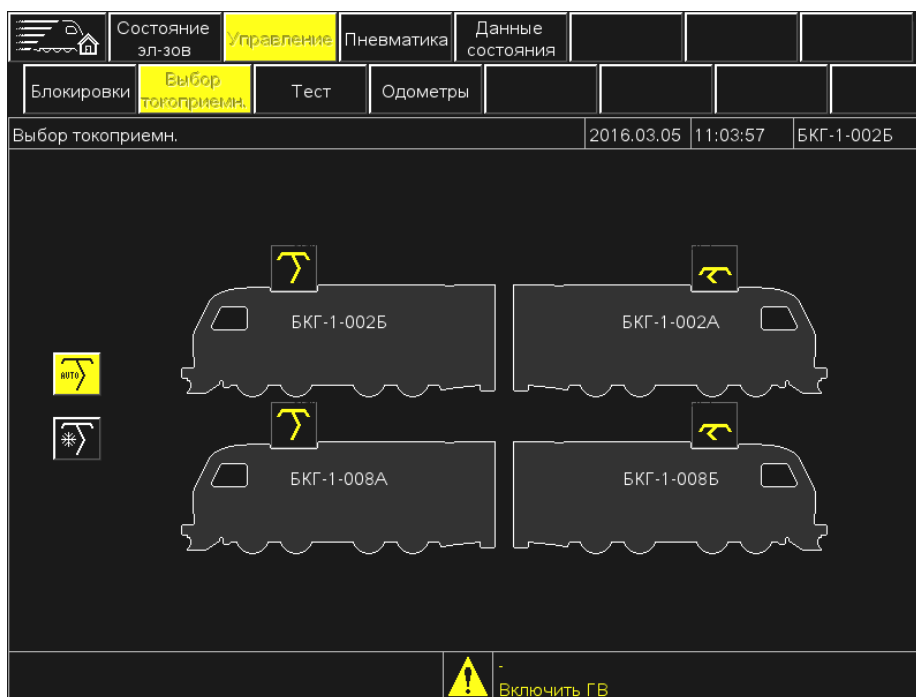 Состояние эл-зов
Управление
Пневматика
Данные состояния
Блокировки
Выбор токоприемн.
Тест
Одометры
Выбор токоприемн.
2016.03.05
11:03:57
БКГ-1-002Б
БКГ-1-002Б
БКГ-1-002А
AUTO
БКГ-1-008А
БКГ-1-008Б
-
Включить ГВ